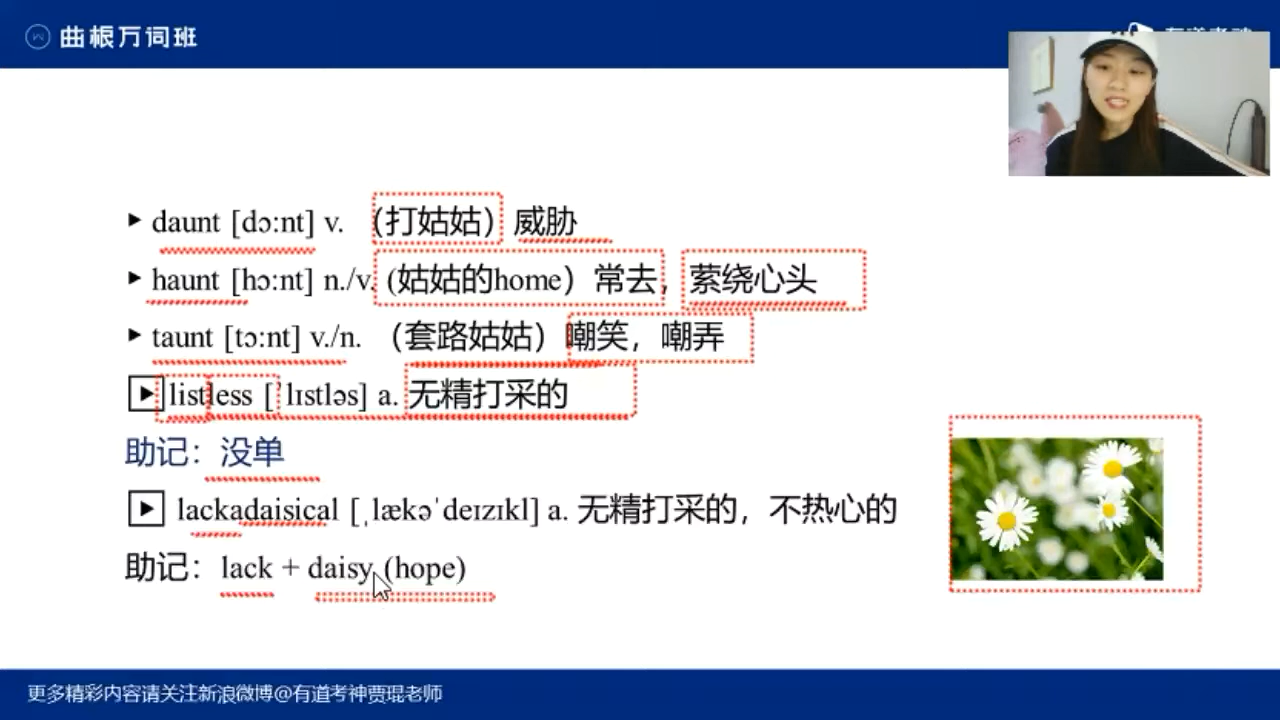 曲根万词班
daunt [dɔ:nt] v. （打姑姑）威胁
haunt [hɔ:nt] n./v. (姑姑的home）常去，萦绕心头
taunt [tɔ:nt] v./n. （套路姑姑）嘲笑，嘲弄
listless [ˈlɪstləs] a. 无精打采的
助记：没单
lackadaisical [ˌlækəˈdeɪzɪkl] a. 无精打采的，不热心的
助记：lack + daisy (hope)
更多精彩内容请关注新浪微博@有道考神贾琨老师